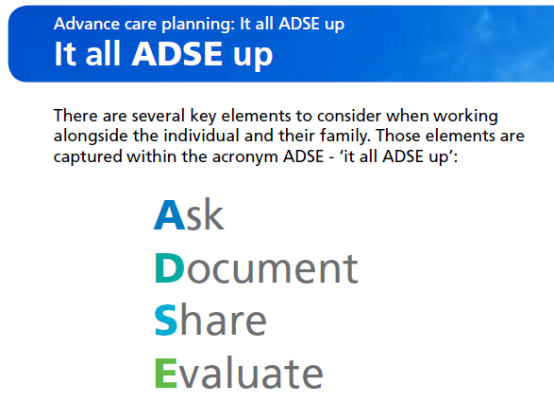 Advance care planning: It all ADSE up
It all ADSE up
There are several key elements to consider when working
alongside the individual and their family. Those elements are
captured within the acronym ADSE - ‘it all ADSE up’:
Ask
Document
Share
Evaluate